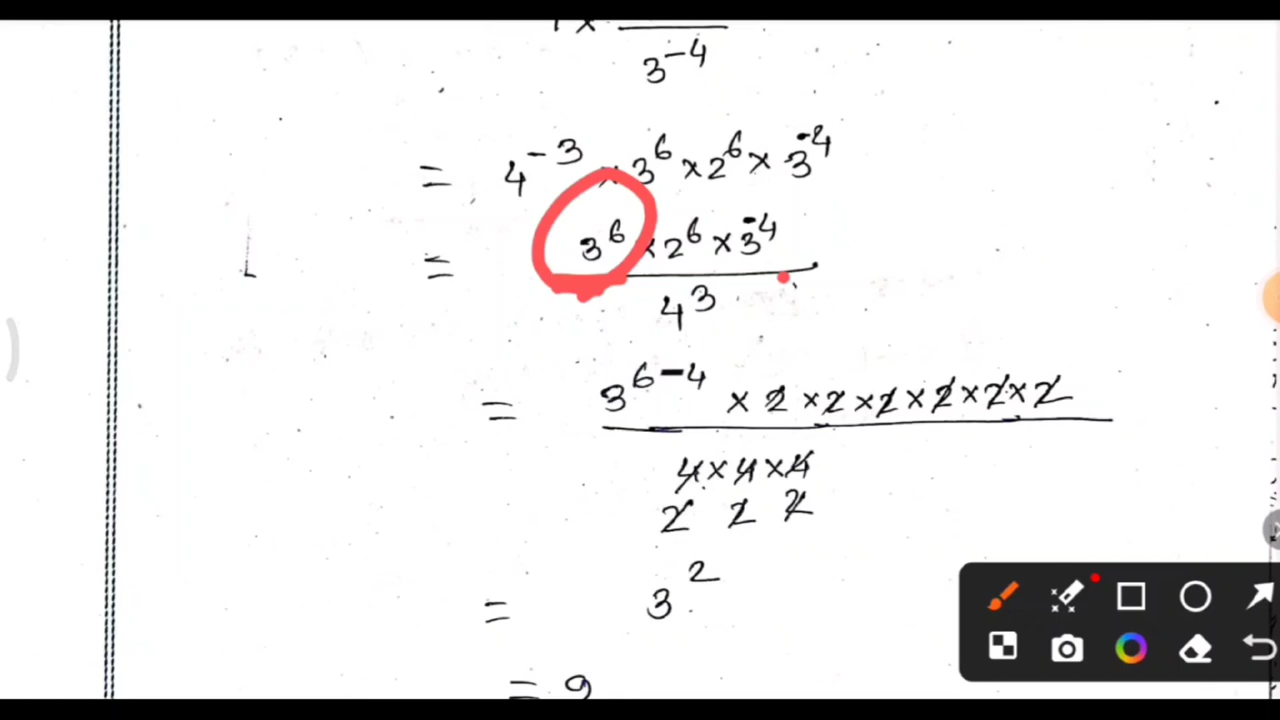 3^{-4}
= 4^{-3} × 3^6 × 2^6 × 3^{-4}
= 3^6 × 2^6 × 3^{-4}
4^3
= 3^{6-4} × 2 × 2 × 2 × 2 × 2 × 2
4 × 4 × 4
2 2 2
= 3^2
= 9